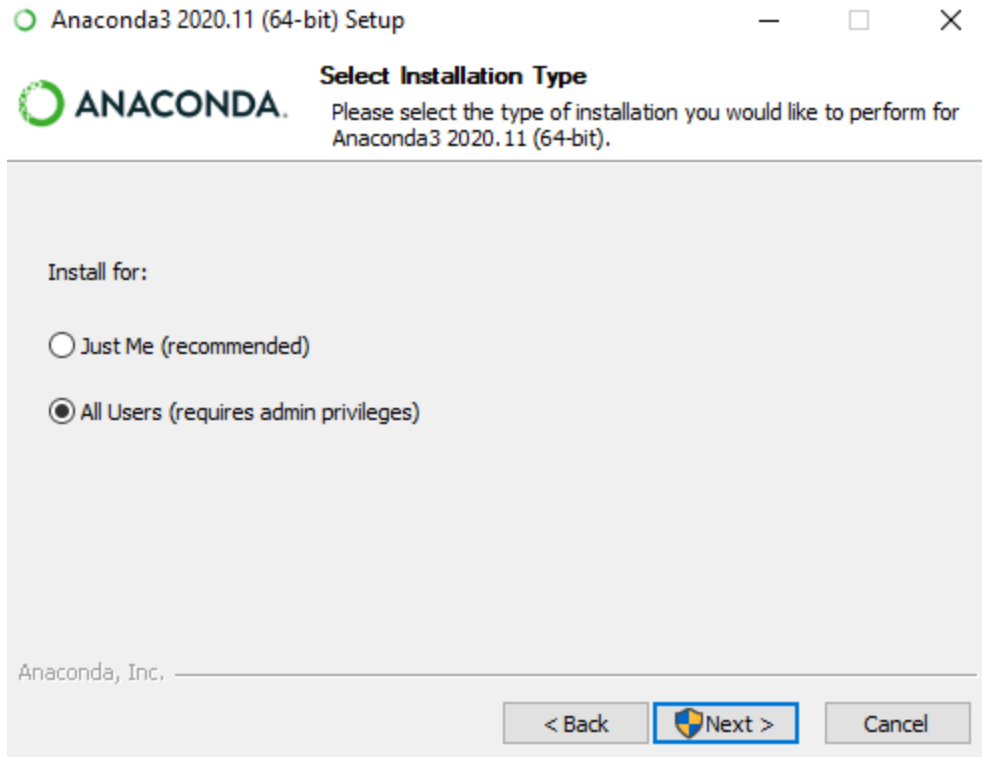 Anaconda3 2020.11 (64-bit) Setup
ANACONDA.
Select Installation Type
Please select the type of installation you would like to perform for
Anaconda3 2020.11 (64-bit).
Install for:
Just Me (recommended)
All Users (requires admin privileges)
Anaconda, Inc.
< Back
Next >
Cancel